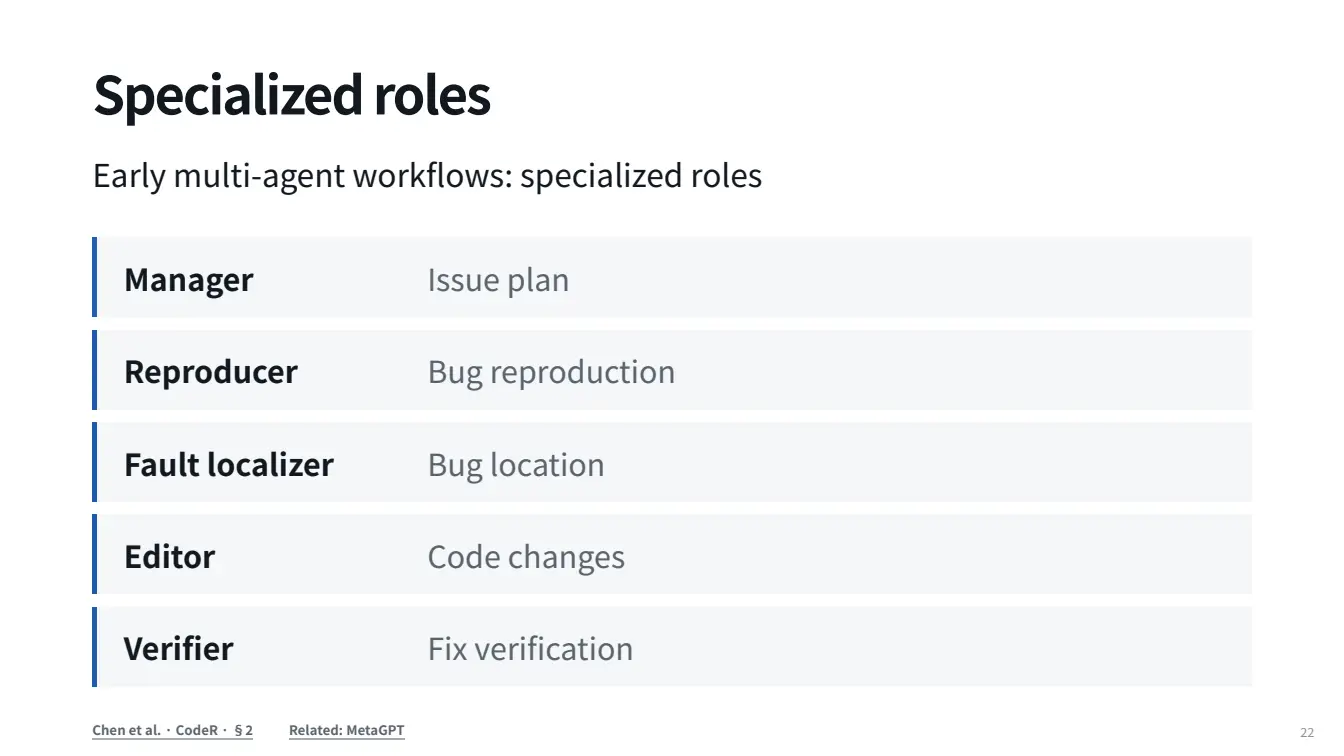 Specialized roles
Early multi-agent workflows: specialized roles
Manager Issue plan
Reproducer Bug reproduction
Fault localizer Bug location
Editor Code changes
Verifier Fix verification
Chen et al. · CodeR · §2 Related: MetaGPT
22